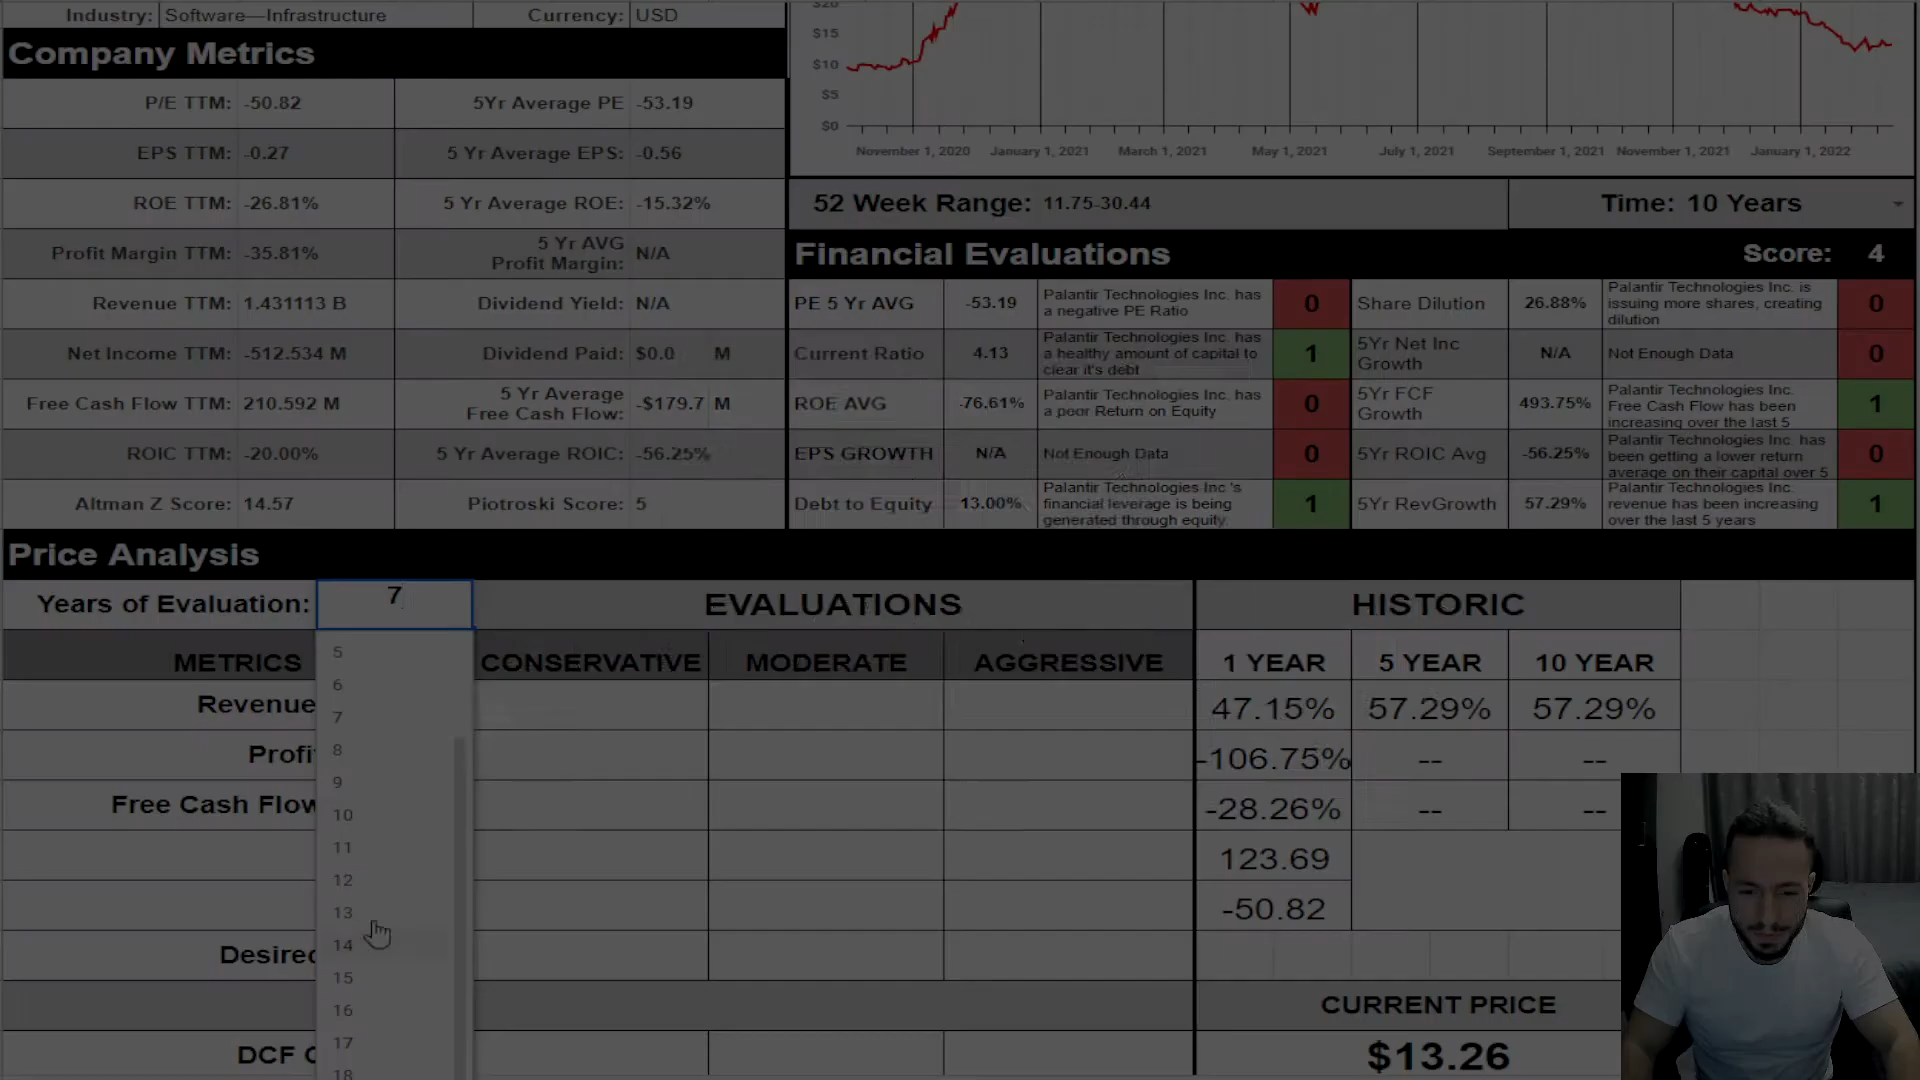 Industry: Software—Infrastructure Currency: USD
Company Metrics
P/E TTM: -50.82 5Yr Average PE -53.19
EPS TTM: -0.27 5 Yr Average EPS: -0.56
ROE TTM: -26.81% 5 Yr Average ROE: -15.32%
Profit Margin TTM: -35.81% 5 Yr AVG Profit Margin: N/A
Revenue TTM: 1.431113 B Dividend Yield: N/A
Net Income TTM: -512.534 M Dividend Paid: $0.0 M
Free Cash Flow TTM: 210.592 M 5 Yr Average Free Cash Flow: -$179.7 M
ROIC TTM: -20.00% 5 Yr Average ROIC: -56.25%
Altman Z Score: 14.57 Piotroski Score: 5
$20
$15
$10
$5
$0
November 1, 2020 January 1, 2021 March 1, 2021 May 1, 2021 July 1, 2021 September 1, 2021 November 1, 2021 January 1, 2022
52 Week Range: 11.75-30.44 Time: 10 Years
Financial Evaluations Score: 4
PE 5 Yr AVG -53.19 Palantir Technologies Inc. has a negative PE Ratio 0
Share Dilution 26.88% Palantir Technologies Inc. is issuing more shares, creating dilution 0
Current Ratio 4.13 Palantir Technologies Inc. has a healthy amount of capital to clear it's debt 1
5Yr Net Inc Growth N/A Not Enough Data 0
ROE AVG -76.61% Palantir Technologies Inc. has a poor Return on Equity 0
5Yr FCF Growth 493.75% Palantir Technologies Inc. Free Cash Flow has been increasing over the last 5 1
EPS GROWTH N/A Not Enough Data 0
5Yr ROIC Avg -56.25% Palantir Technologies Inc. has been getting a lower return average on their capital over 5 0
Debt to Equity 13.00% Palantir Technologies Inc 's financial leverage is being generated through equity. 1
5Yr RevGrowth 57.29% Palantir Technologies Inc. revenue has been increasing over the last 5 years 1
Price Analysis
Years of Evaluation: 7 EVALUATIONS HISTORIC
METRICS CONSERVATIVE MODERATE AGGRESSIVE 1 YEAR 5 YEAR 10 YEAR
Revenue 47.15% 57.29% 57.29%
Profi -106.75% -- --
Free Cash Flow -28.26% -- --
123.69
-50.82
Desired
CURRENT PRICE
DCF $13.26
5
6
7
8
9
10
11
12
13
14
15
16
17
18